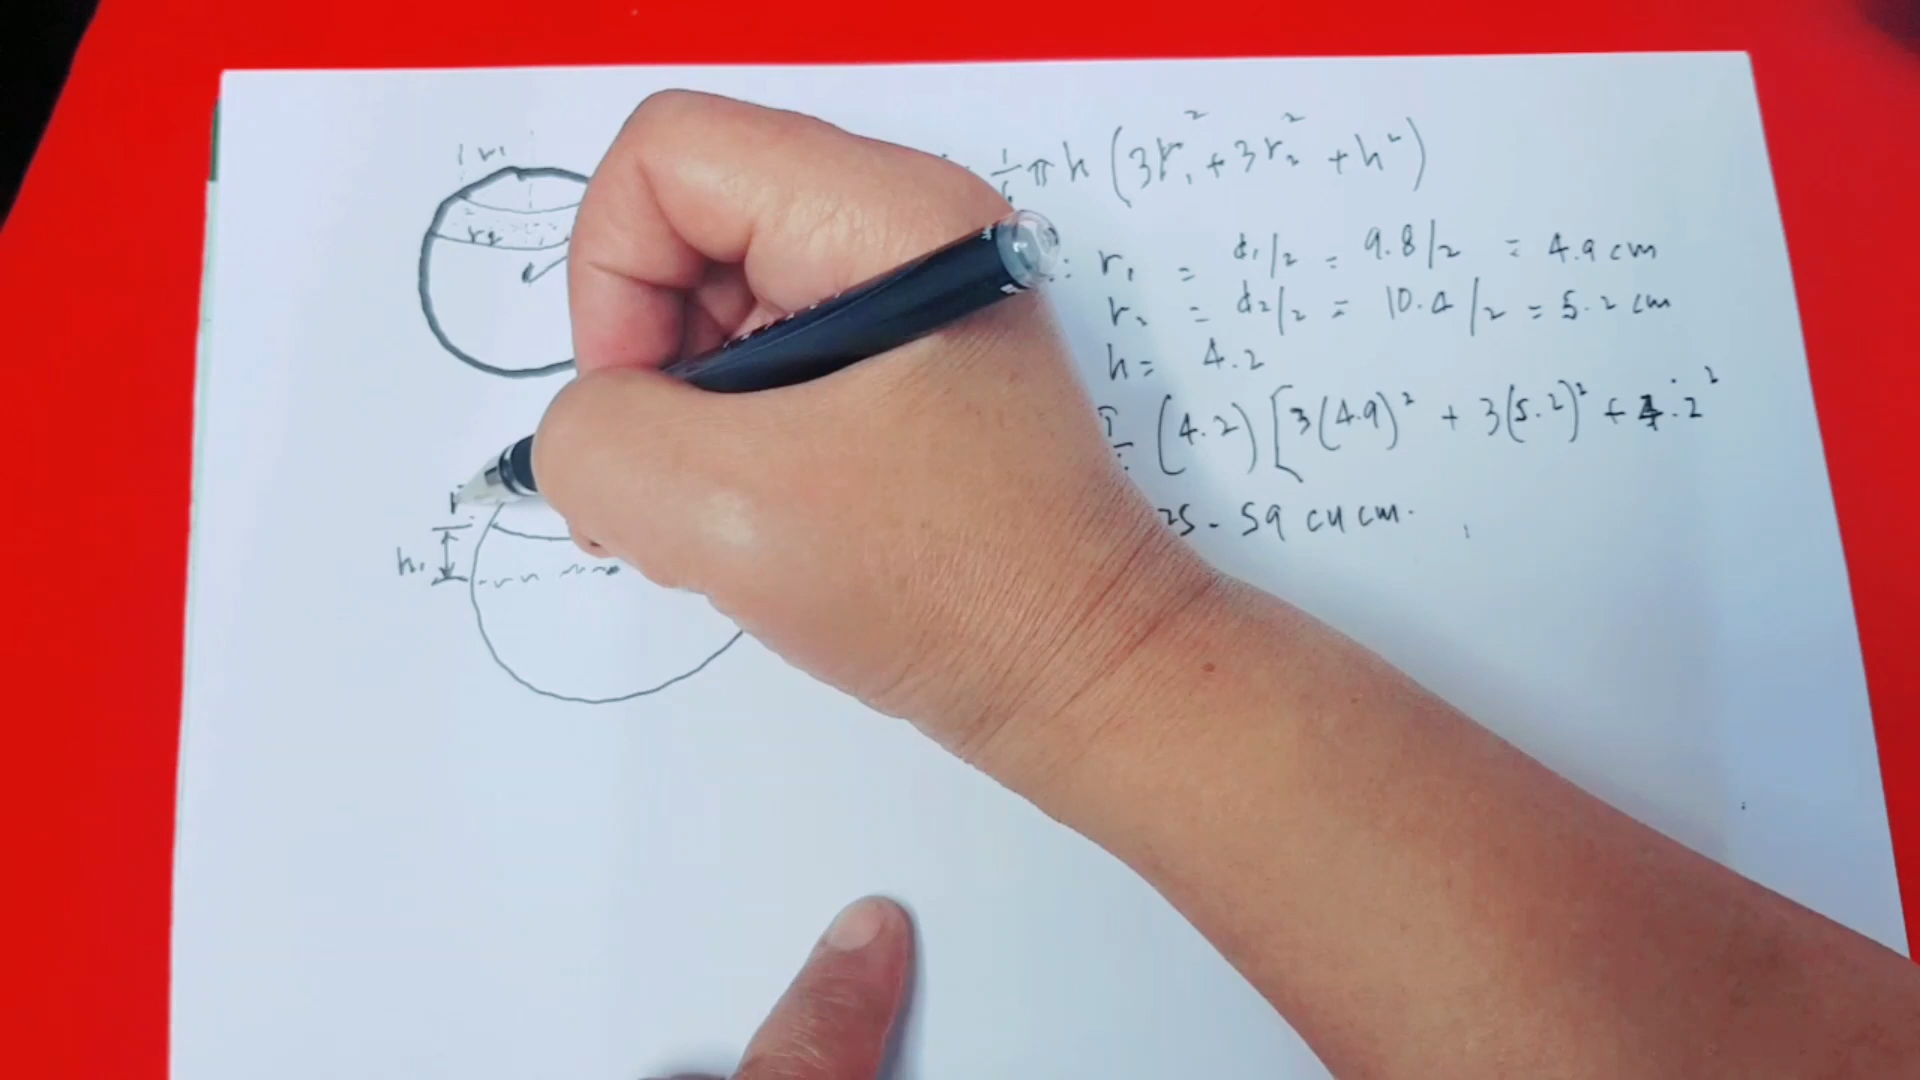 r₁
r₂
h₁
1/6 πh (3r₁² + 3r₂² + h²)
: r₁ = d₁/2 = 9.8/2 = 4.9 cm
r₂ = d₂/2 = 10.4/2 = 5.2 cm
h = 4.2
(4.2) [3(4.9)² + 3(5.2)² + 4.2²
25.59 cu cm.